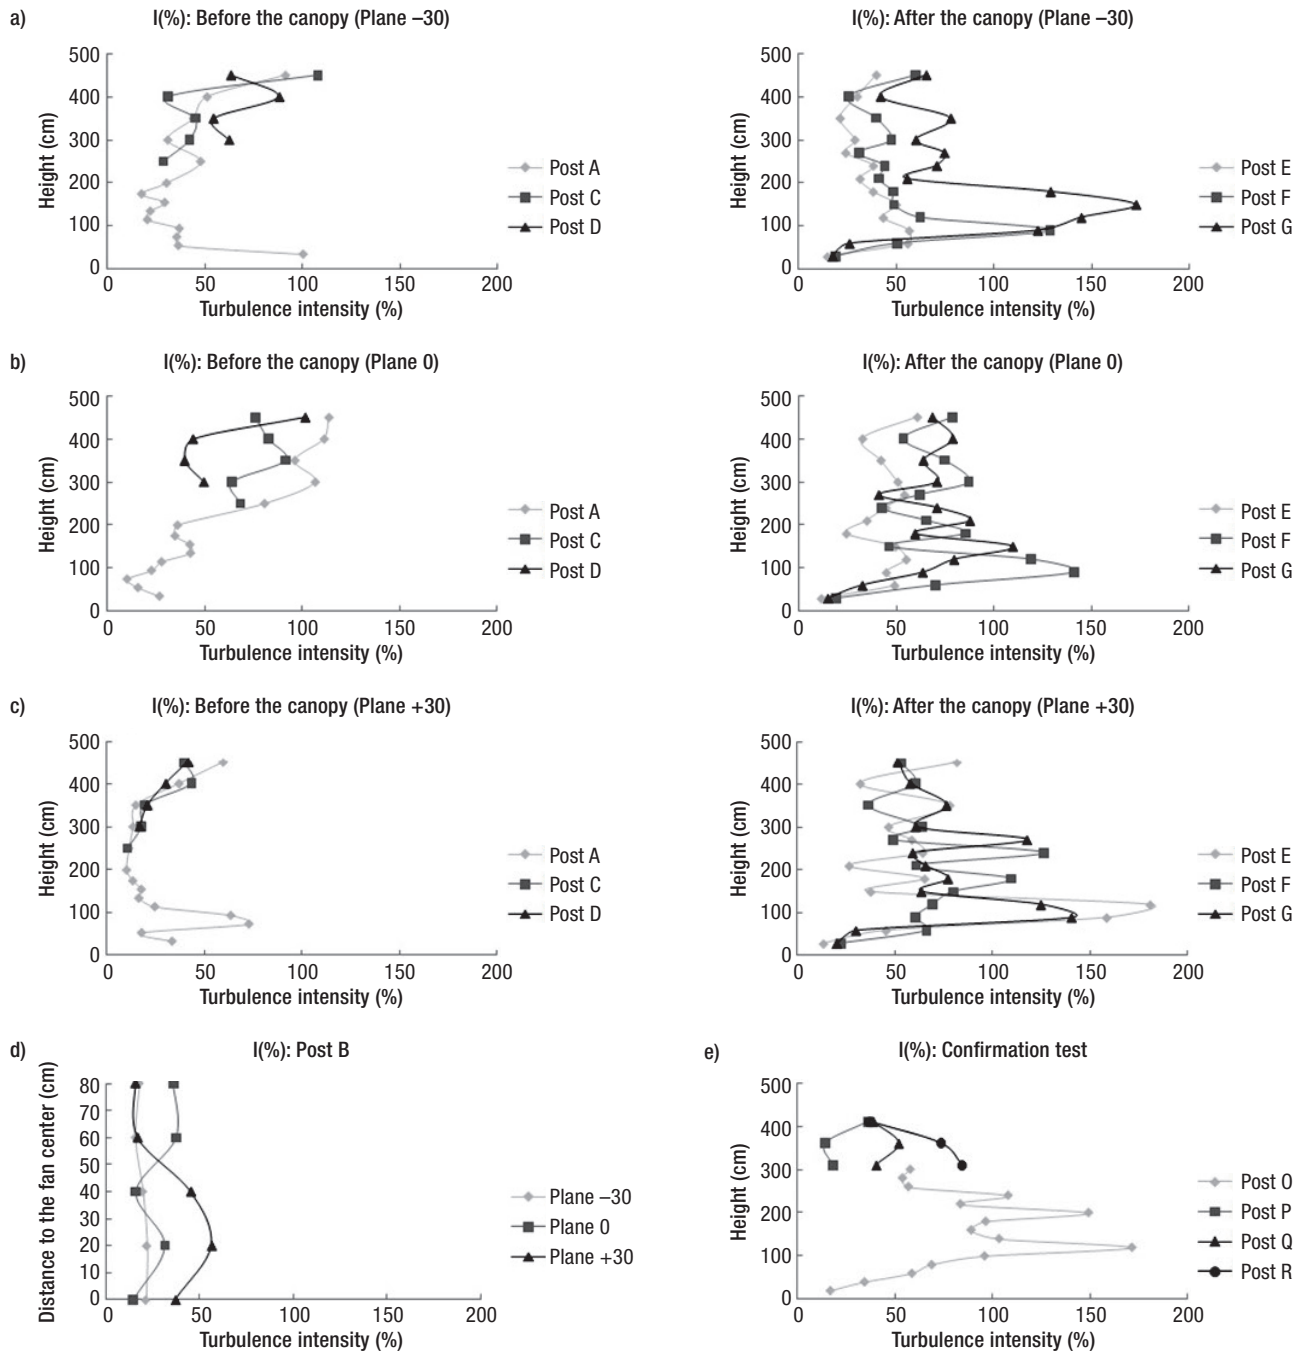 a)
I(%): Before the canopy (Plane –30)
500
400
300
200
100
0
Height (cm)
0 50 100 150 200
Turbulence intensity (%)
Post A
Post C
Post D
I(%): After the canopy (Plane –30)
500
400
300
200
100
0
Height (cm)
0 50 100 150 200
Turbulence intensity (%)
Post E
Post F
Post G
b)
I(%): Before the canopy (Plane 0)
500
400
300
200
100
0
Height (cm)
0 50 100 150 200
Turbulence intensity (%)
Post A
Post C
Post D
I(%): After the canopy (Plane 0)
500
400
300
200
100
0
Height (cm)
0 50 100 150 200
Turbulence intensity (%)
Post E
Post F
Post G
c)
I(%): Before the canopy (Plane +30)
500
400
300
200
100
0
Height (cm)
0 50 100 150 200
Turbulence intensity (%)
Post A
Post C
Post D
I(%): After the canopy (Plane +30)
500
400
300
200
100
0
Height (cm)
0 50 100 150 200
Turbulence intensity (%)
Post E
Post F
Post G
d)
I(%): Post B
80
70
60
50
40
30
20
10
0
Distance to the fan center (cm)
0 50 100 150 200
Turbulence intensity (%)
Plane –30
Plane 0
Plane +30
e)
I(%): Confirmation test
500
400
300
200
100
0
Height (cm)
0 50 100 150 200
Turbulence intensity (%)
Post O
Post P
Post Q
Post R